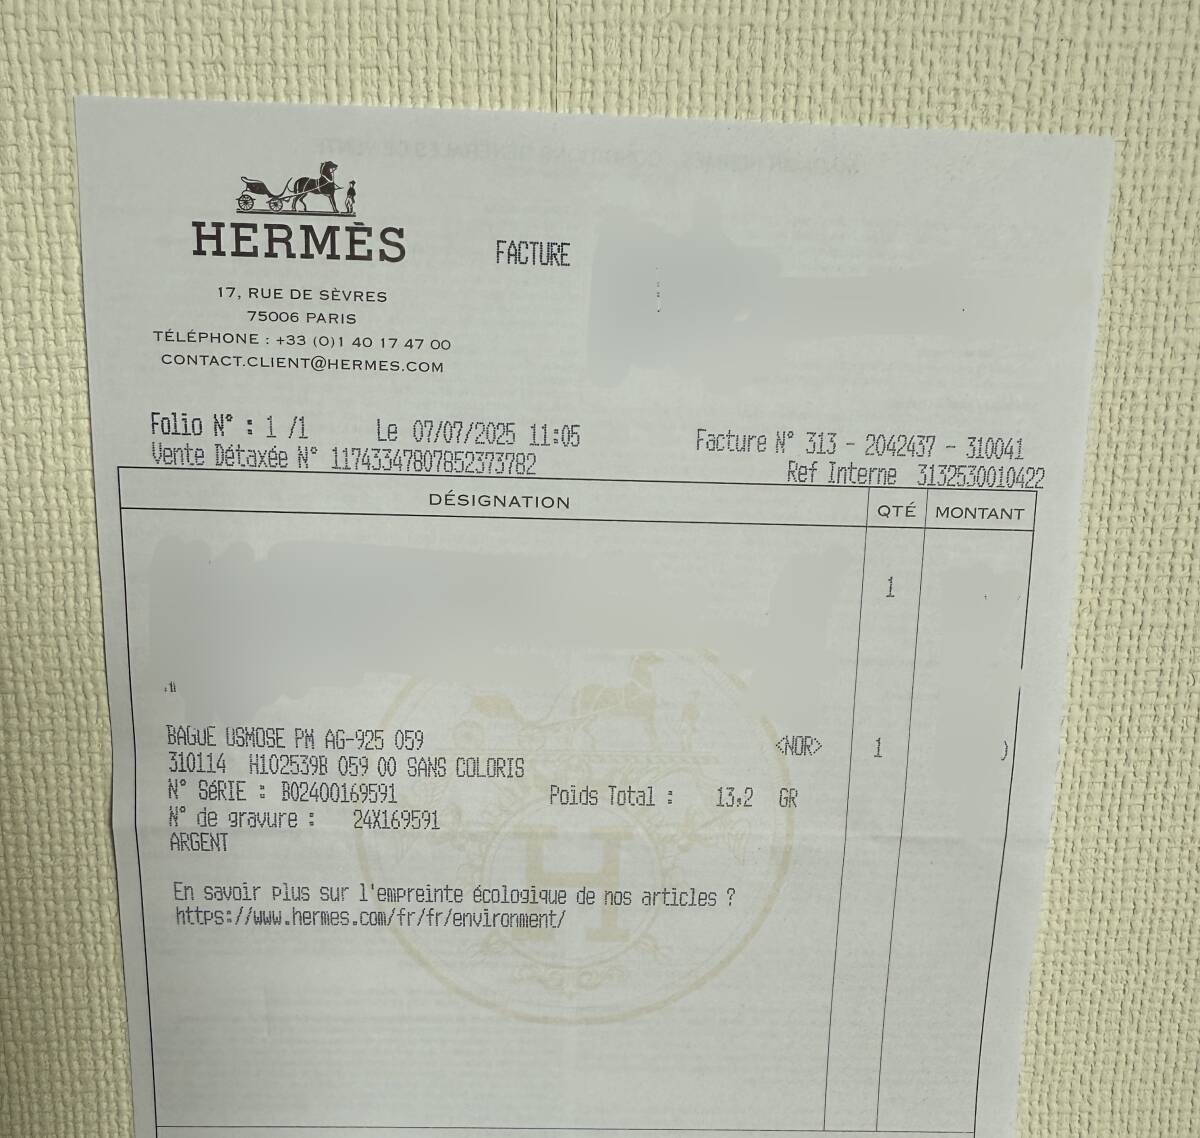 HERMÈS
FACTURE
17, RUE DE SÈVRES
75006 PARIS
TÉLÉPHONE : +33 (0)1 40 17 47 00
CONTACT.CLIENT@HERMES.COM
Folio N° : 1 /1 Le 07/07/2025 11:05 Facture N° 313 - 2042437 - 310041
Vente Détaxée N° 11743347807852373782 Ref Interne 3132530010422
DÉSIGNATION QTÉ MONTANT
1
BAGUE OSMOSE PM AG-925 059 <NOR> 1 )
310114 H102539B 059 00 SANS COLORIS
N° SéRIE : B02400169591 Poids Total : 13,2 GR
N° de gravure : 24X169591
ARGENT
En savoir plus sur l'empreinte écologique de nos articles ?
https://www.hermes.com/fr/fr/environment/